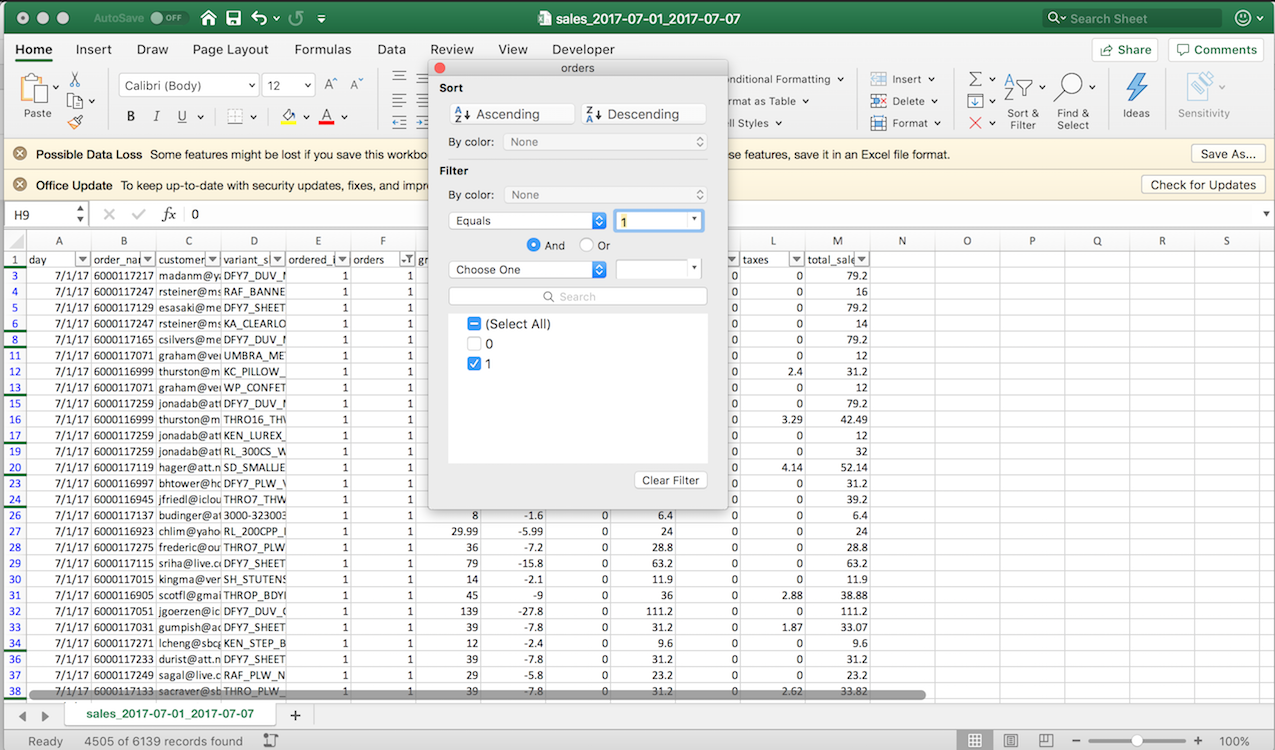 AutoSave OFF
sales_2017-07-01_2017-07-07
Search Sheet
Home Insert Draw Page Layout Formulas Data Review View Developer Share Comments
Paste
Calibri (Body) 12
B I U
A A
nditional Formatting
rmat as Table
ll Styles
Insert
Delete
Format
Sort & Filter
Find & Select
Ideas
Sensitivity
Possible Data Loss Some features might be lost if you save this workbo se features, save it in an Excel file format. Save As...
Office Update To keep up-to-date with security updates, fixes, and impr Check for Updates
H9 fx 0
orders
Sort
Ascending Descending
By color: None
Filter
By color: None
Equals 1
And Or
Choose One
Search
(Select All)
0
1
Clear Filter
A B C D E F L M N O P Q R S
1 day order_nar customer variant_s ordered_i orders gr taxes total_sale
3 7/1/17 6000117217 madanm@ya DFY7_DUV_M 1 1 0 0 79.2
4 7/1/17 6000117247 rsteiner@ms RAF_BANNE 1 1 0 0 16
5 7/1/17 6000117129 esasaki@me DFY7_SHEET 1 1 0 0 79.2
6 7/1/17 6000117247 rsteiner@ms KA_CLEARLO 1 1 0 0 14
8 7/1/17 6000117165 csilvers@me DFY7_DUV_M 1 1 0 0 79.2
11 7/1/17 6000117071 graham@ver UMBRA_MET 1 1 0 0 12
12 7/1/17 6000116999 thurston@m KC_PILLOW_ 1 1 0 2.4 31.2
13 7/1/17 6000117071 graham@ver WP_CONFET 1 1 0 0 12
15 7/1/17 6000117259 jonadab@att DFY7_DUV_M 1 1 0 0 79.2
16 7/1/17 6000116999 thurston@m THRO16_THV 1 1 0 3.29 42.49
17 7/1/17 6000117259 jonadab@att KEN_LUREX_ 1 1 0 0 12
19 7/1/17 6000117259 jonadab@att RL_300CS_W 1 1 0 0 32
20 7/1/17 6000117119 hager@att.n SD_SMALLJE 1 1 0 4.14 52.14
23 7/1/17 6000116997 bhtower@ho DFY7_PLW_V 1 1 0 0 31.2
24 7/1/17 6000116945 jfriedl@iclou THRO7_THW 1 1 0 0 39.2
26 7/1/17 6000117137 budinger@at 3000-323003 1 1 8 -1.6 0 6.4 0 0 6.4
27 7/1/17 6000116923 chlim@yaho RL_200CPP_I 1 1 29.99 -5.99 0 24 0 0 24
28 7/1/17 6000117275 frederic@ou THRO7_PLW 1 1 36 -7.2 0 28.8 0 0 28.8
29 7/1/17 6000117115 sriha@live.co DFY7_SHEET 1 1 79 -15.8 0 63.2 0 0 63.2
30 7/1/17 6000117015 kingma@ver SH_STUTENS 1 1 14 -2.1 0 11.9 0 0 11.9
31 7/1/17 6000116905 scotfl@gmai THROP_BDYI 1 1 45 -9 0 36 0 2.88 38.88
32 7/1/17 6000117051 jgoerzen@ic DFY7_DUV_C 1 1 139 -27.8 0 111.2 0 0 111.2
33 7/1/17 6000117031 gumpish@ac DFY7_SHEET 1 1 39 -7.8 0 31.2 0 1.87 33.07
34 7/1/17 6000117271 lcheng@sbcg KEN_STEP_B 1 1 12 -2.4 0 9.6 0 0 9.6
36 7/1/17 6000117233 durist@att.n DFY7_SHEET 1 1 39 -7.8 0 31.2 0 0 31.2
37 7/1/17 6000117249 sagal@live.c RAF_PLW_N 1 1 29 -5.8 0 23.2 0 0 23.2
38 7/1/17 6000117133 sacraver@sb THRO_PLW_ 1 1 39 -7.8 0 31.2 0 2.62 33.82
sales_2017-07-01_2017-07-07 +
Ready 4505 of 6139 records found 100%